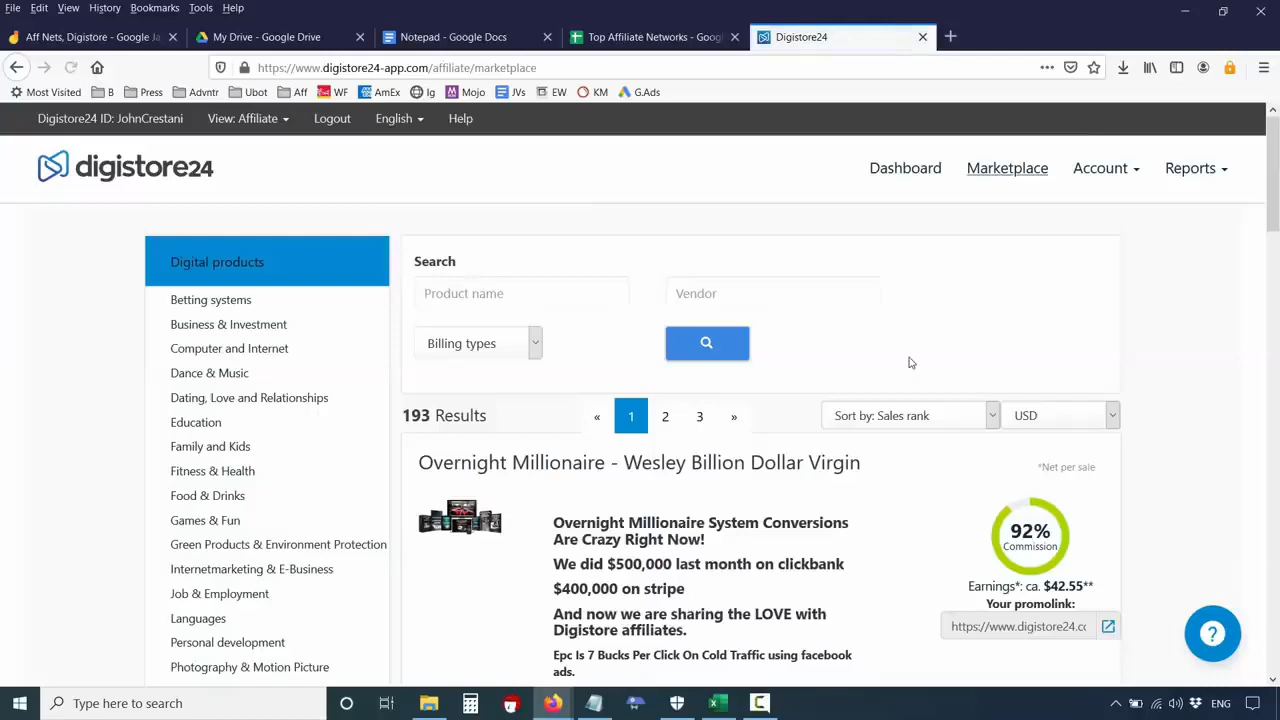 File Edit View History Bookmarks Tools Help
Aff Nets, Digistore - Google Ja
My Drive - Google Drive
Notepad - Google Docs
Top Affiliate Networks - Googl
Digistore24
https://www.digistore24-app.com/affiliate/marketplace
Most Visited B Press Advntr Ubot Aff WF AmEx Ig Mojo JVs EW KM G.Ads
Digistore24 ID: JohnCrestani View: Affiliate Logout English Help
digistore24
Dashboard Marketplace Account Reports
Digital products
Betting systems
Business & Investment
Computer and Internet
Dance & Music
Dating, Love and Relationships
Education
Family and Kids
Fitness & Health
Food & Drinks
Games & Fun
Green Products & Environment Protection
Internetmarketing & E-Business
Job & Employment
Languages
Personal development
Photography & Motion Picture
Search
Product name Vendor
Billing types
193 Results « 1 2 3 » Sort by: Sales rank USD
Overnight Millionaire - Wesley Billion Dollar Virgin
*Net per sale
Overnight Millionaire System Conversions
Are Crazy Right Now!
We did $500,000 last month on clickbank
$400,000 on stripe
And now we are sharing the LOVE with
Digistore affiliates.
Epc Is 7 Bucks Per Click On Cold Traffic using facebook
ads.
92%
Commission
Earnings*: ca. $42.55**
Your promolink:
https://www.digistore24.cc
?
Type here to search
ENG